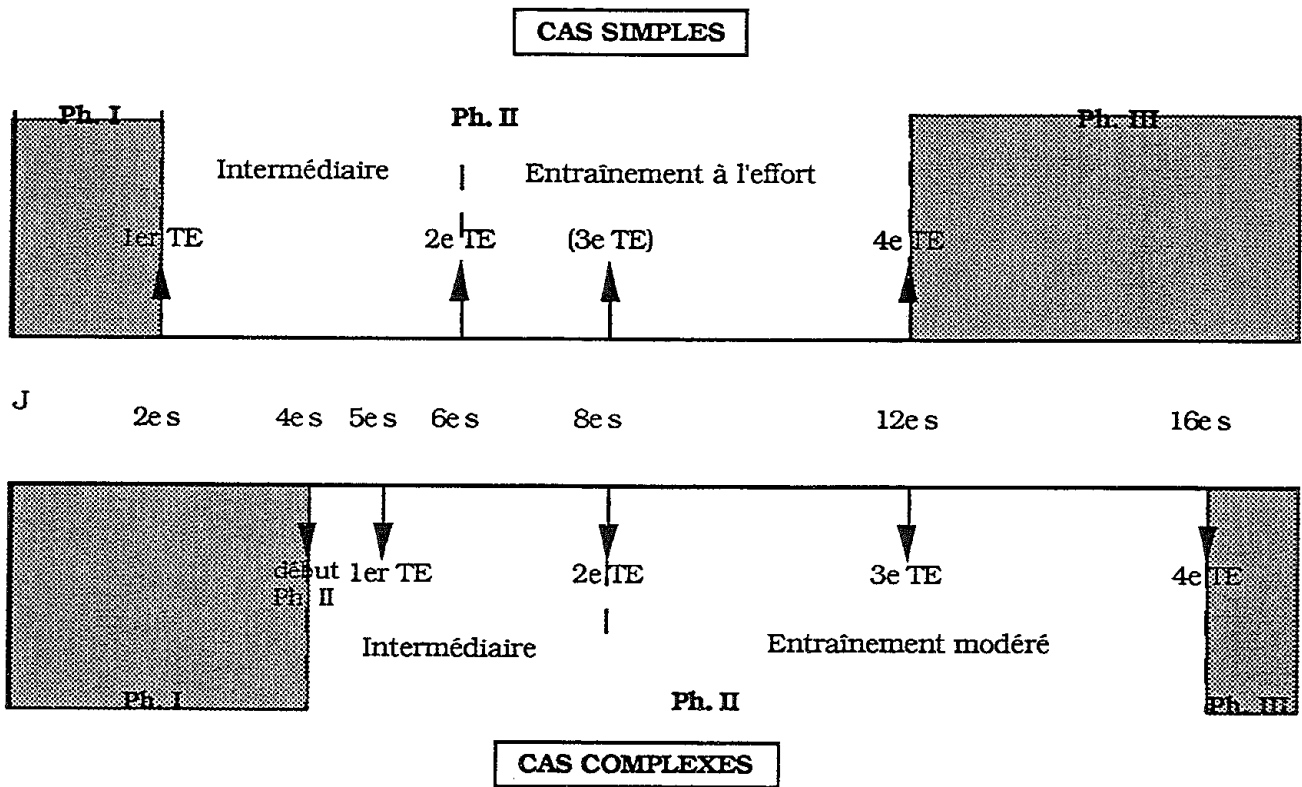 CAS SIMPLES
Ph. I Ph. II Ph. III
Intermédiaire Entraînement à l'effort
1er TE 2e TE (3e TE) 4e TE
J 2e s 4e s 5e s 6e s 8e s 12e s 16e s
début 1er TE 2e TE 3e TE 4e TE
Ph. II
Intermédiaire Entraînement modéré
Ph. I Ph. II Ph. III
CAS COMPLEXES